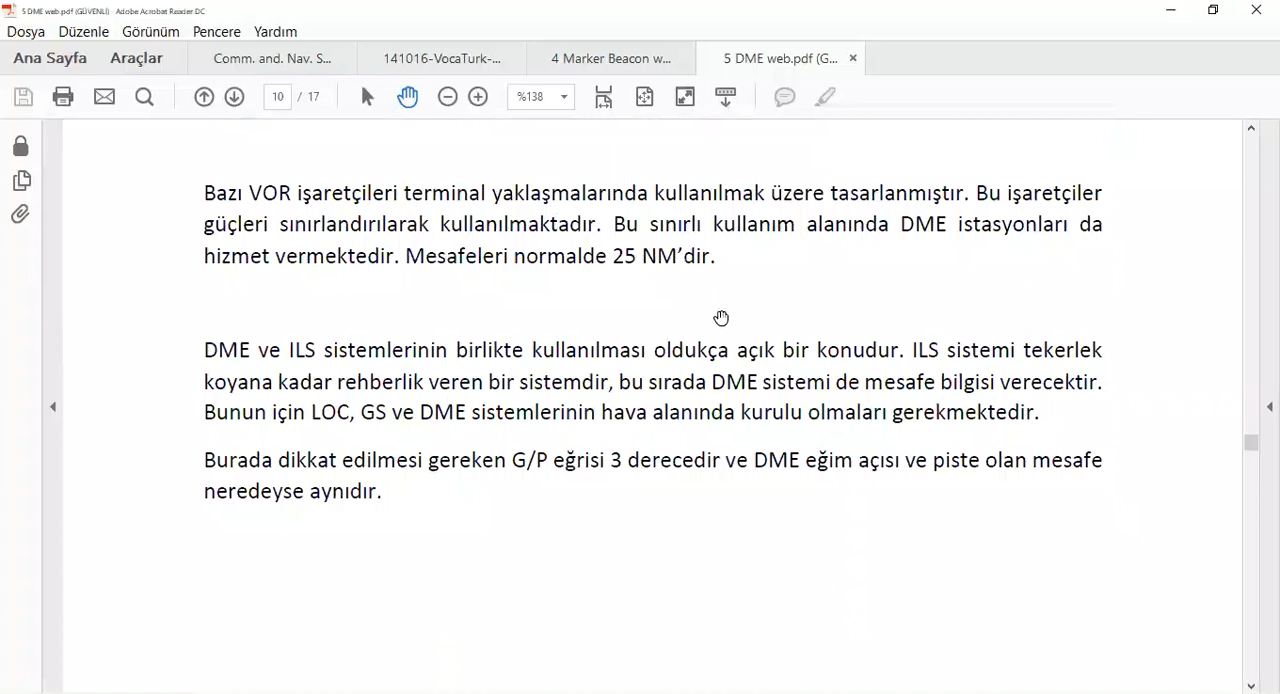 5 DME web.pdf (GÜVENLİ) - Adobe Acrobat Reader DC
Dosya Düzenle Görünüm Pencere Yardım
Ana Sayfa Araçlar Comm. and. Nav. S... 141016-VocaTurk-... 4 Marker Beacon w... 5 DME web.pdf (G... ×
10 / 17 %138
Bazı VOR işaretçileri terminal yaklaşmalarında kullanılmak üzere tasarlanmıştır. Bu işaretçiler
güçleri sınırlandırılarak kullanılmaktadır. Bu sınırlı kullanım alanında DME istasyonları da
hizmet vermektedir. Mesafeleri normalde 25 NM’dir.
DME ve ILS sistemlerinin birlikte kullanılması oldukça açık bir konudur. ILS sistemi tekerlek
koyana kadar rehberlik veren bir sistemdir, bu sırada DME sistemi de mesafe bilgisi verecektir.
Bunun için LOC, GS ve DME sistemlerinin hava alanında kurulu olmaları gerekmektedir.
Burada dikkat edilmesi gereken G/P eğrisi 3 derecedir ve DME eğim açısı ve piste olan mesafe
neredeyse aynıdır.